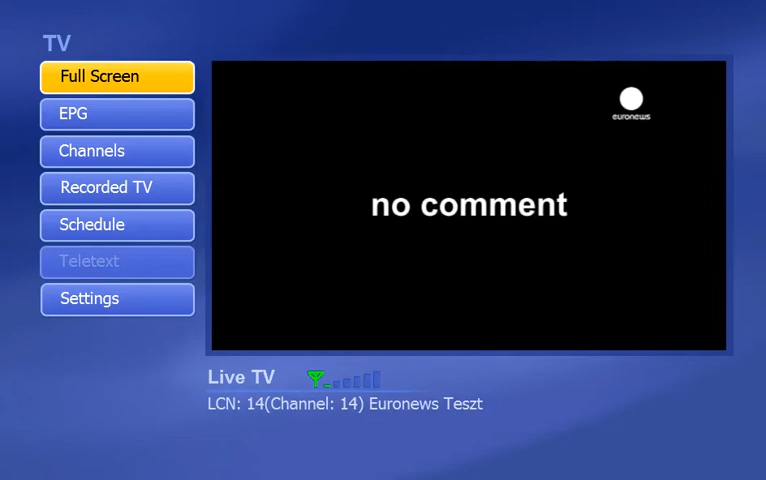 TV
Full Screen
EPG
Channels
Recorded TV
Schedule
Teletext
Settings
euronews
no comment
Live TV
LCN: 14(Channel: 14) Euronews Teszt